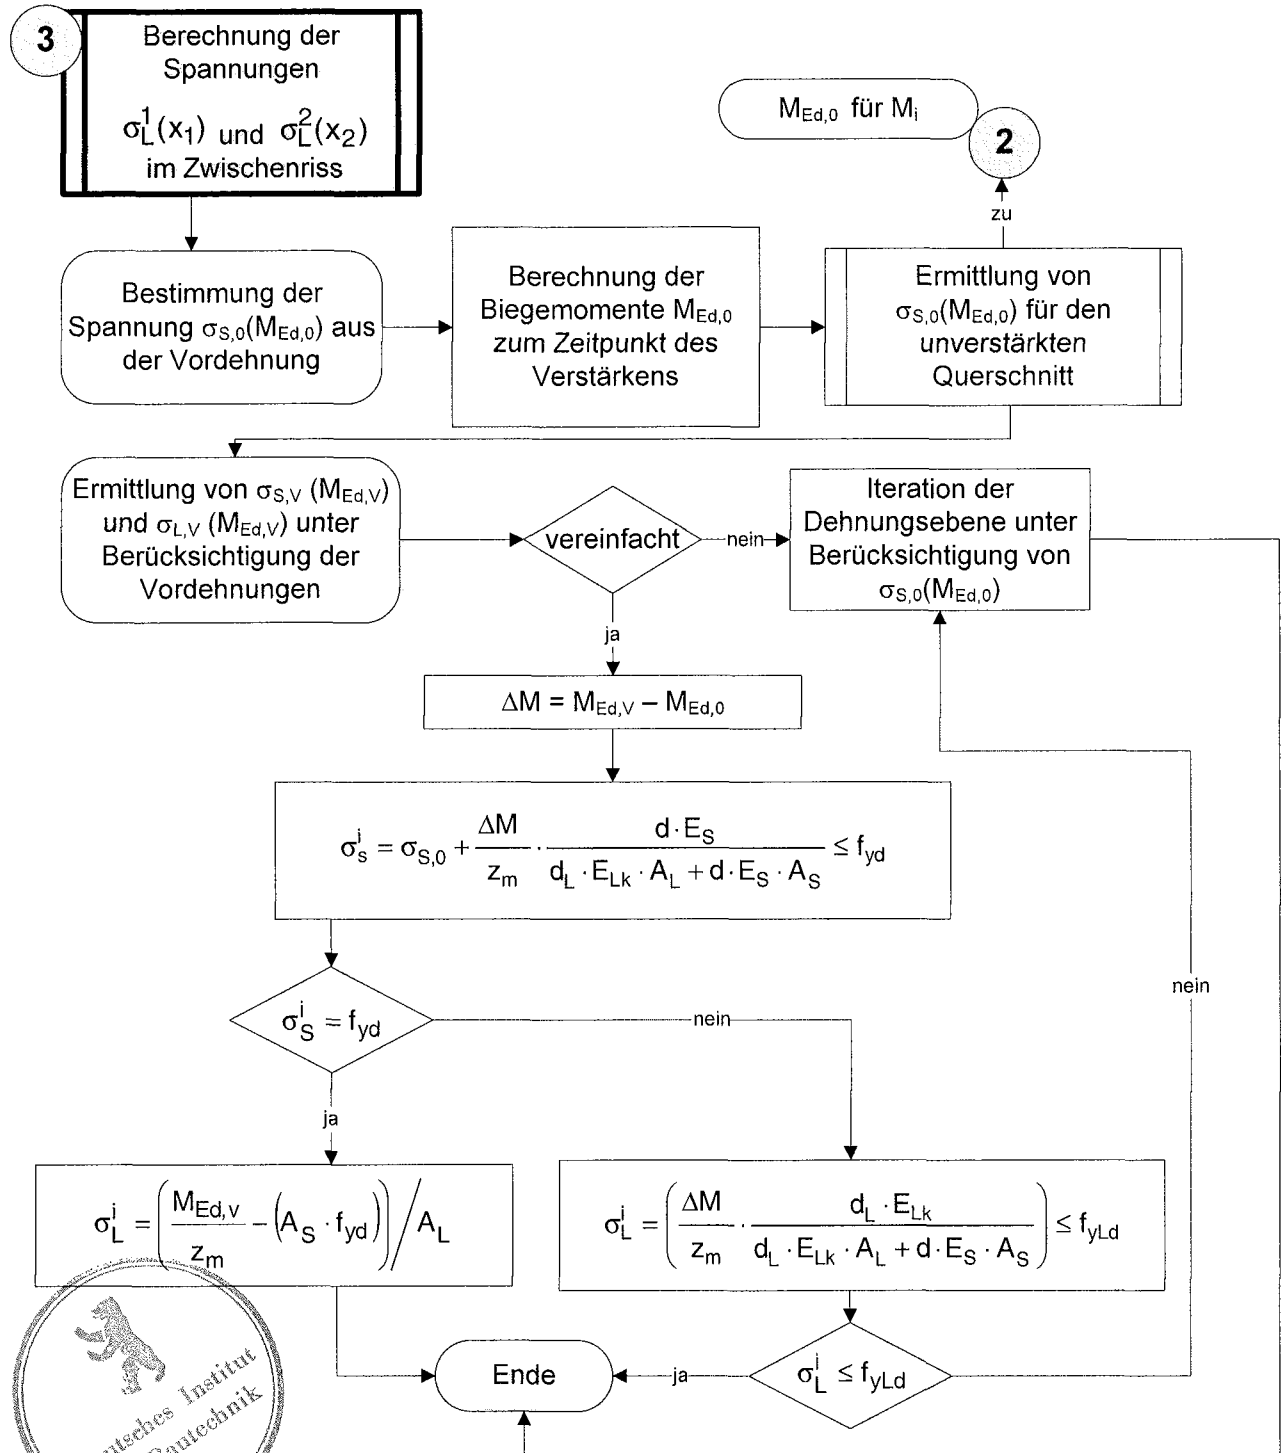 3
Berechnung der
Spannungen
σ_L^1(x₁) und σ_L^2(x₂)
im Zwischenriss
M_Ed,0 für M_i
2
zu
Bestimmung der
Spannung σ_S,0(M_Ed,0) aus
der Vordehnung
Berechnung der
Biegemomente M_Ed,0
zum Zeitpunkt des
Verstärkens
Ermittlung von
σ_S,0(M_Ed,0) für den
unverstärkten
Querschnitt
Ermittlung von σ_S,V (M_Ed,V)
und σ_L,V (M_Ed,V) unter
Berücksichtigung der
Vordehnungen
vereinfacht
nein
Iteration der
Dehnungsebene unter
Berücksichtigung von
σ_S,0(M_Ed,0)
ja
ΔM = M_Ed,V – M_Ed,0
σ_s^i = σ_S,0 + ΔM / z_m · d · E_S / (d_L · E_Lk · A_L + d · E_S · A_S) ≤ f_yd
nein
σ_S^i = f_yd
nein
ja
σ_L^i = (M_Ed,v / z_m − (A_S · f_yd)) / A_L
σ_L^i = (ΔM / z_m · d_L · E_Lk / (d_L · E_Lk · A_L + d · E_S · A_S)) ≤ f_yLd
Ende
ja
σ_L^i ≤ f_yLd
Institut
Bautechnik